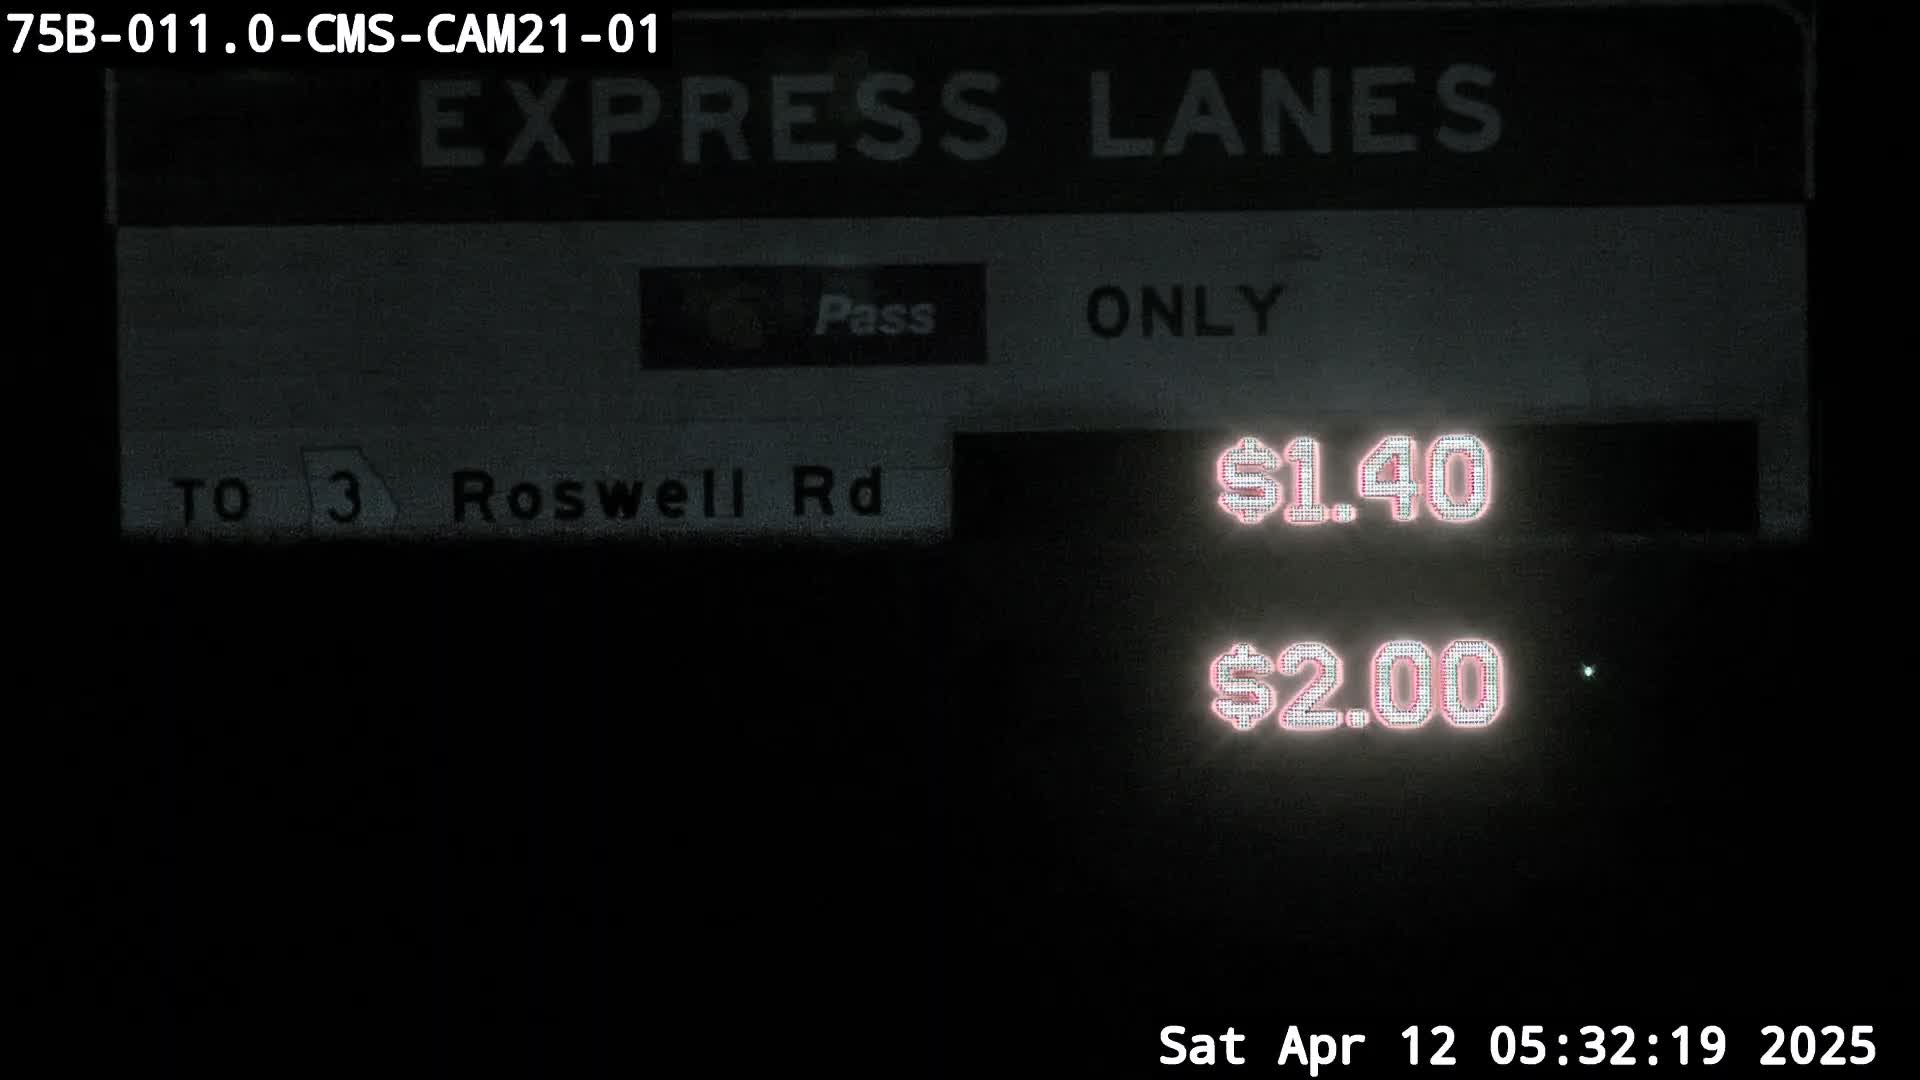 75B-011.0-CMS-CAM21-01
EXPRESS LANES
Pass ONLY
TO 3 Roswell Rd $1.40
$2.00
Sat Apr 12 05:32:19 2025